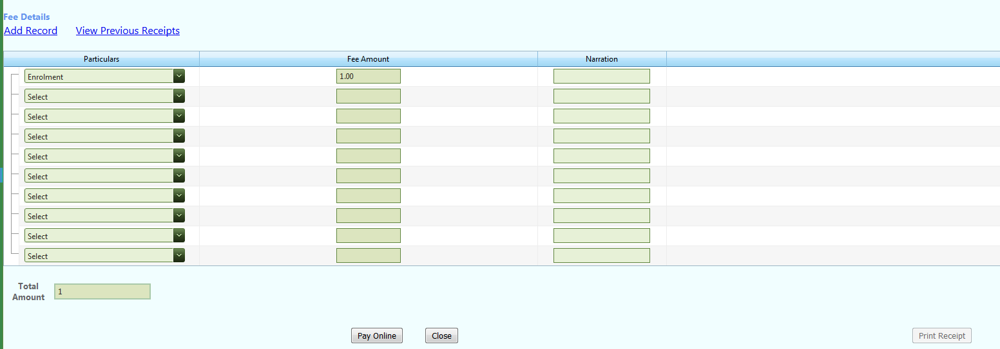 Fee Details
Add Record View Previous Receipts
Particulars Fee Amount Narration
Enrolment 1.00
Select
Select
Select
Select
Select
Select
Select
Select
Select
Total
Amount 1
Pay Online Close Print Receipt